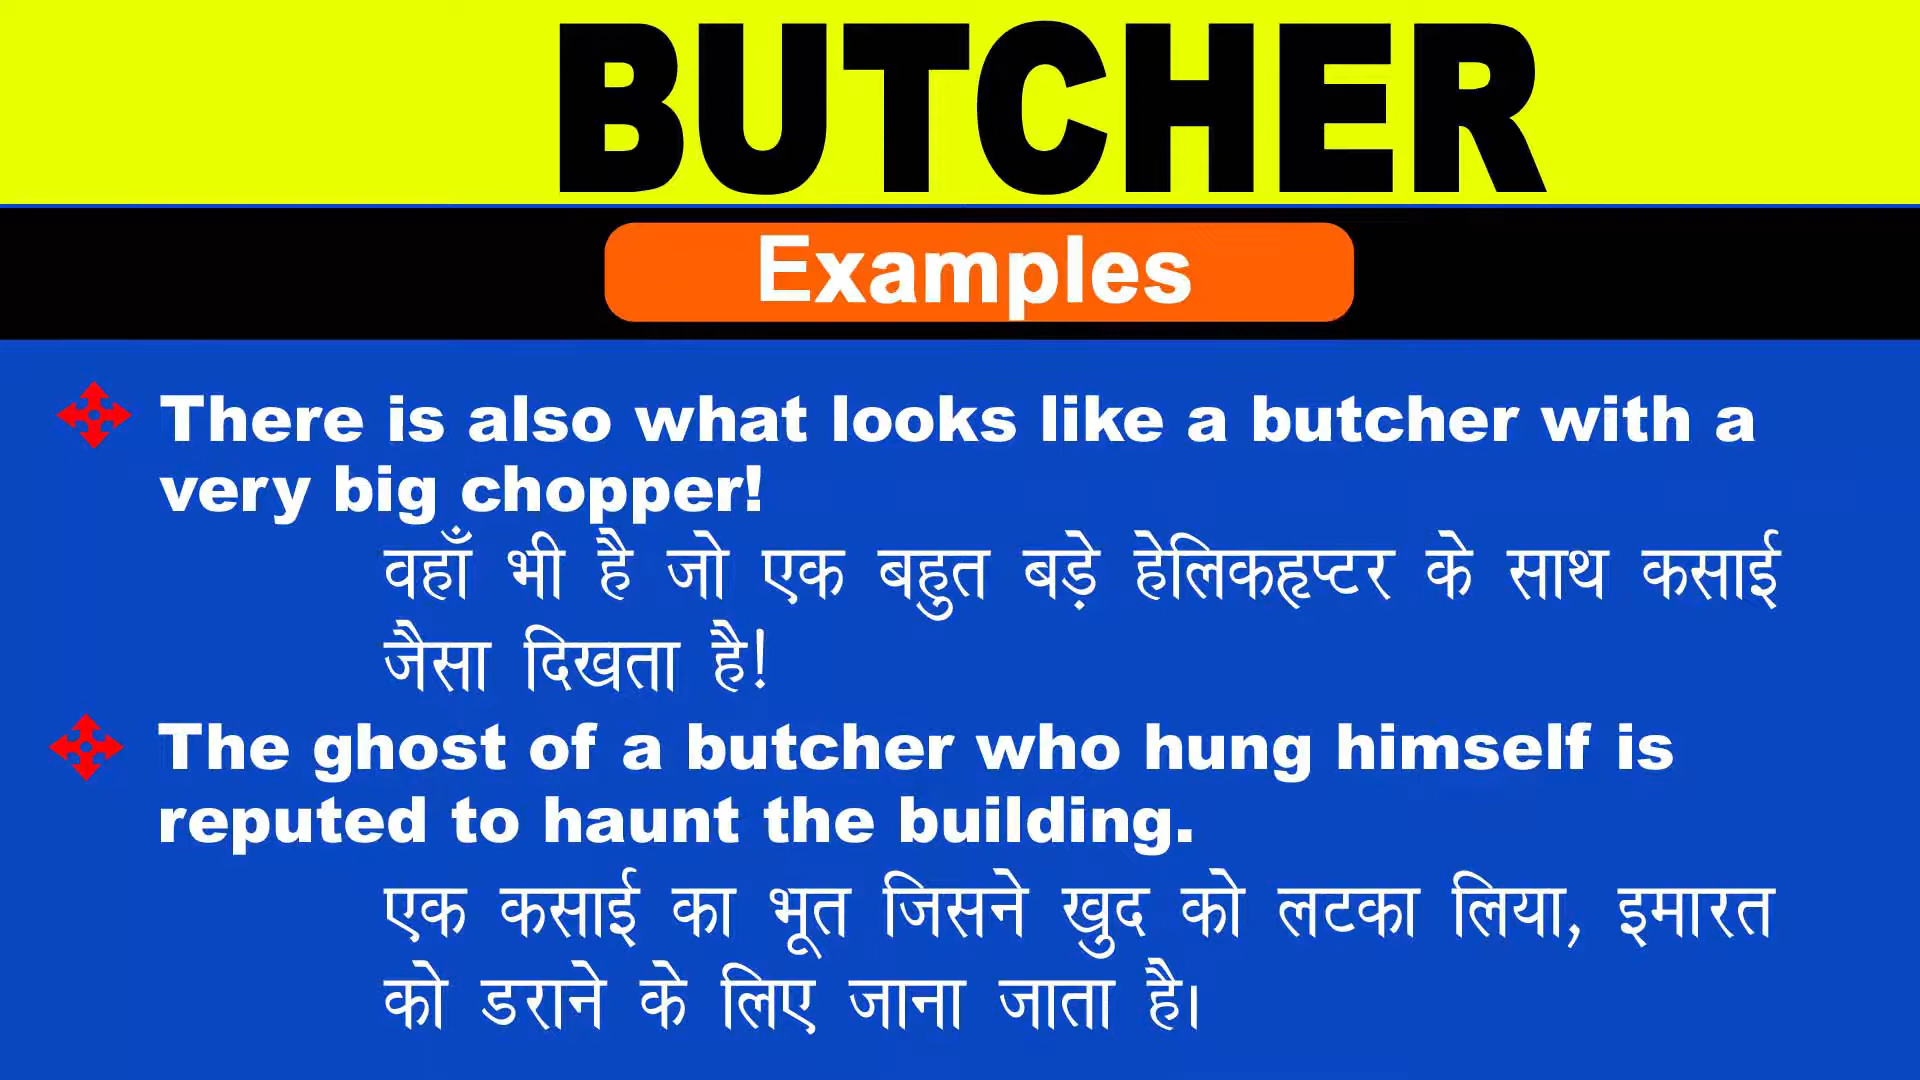 BUTCHER
Examples
There is also what looks like a butcher with a
very big chopper!
वहाँ भी है जो एक बहुत बड़े हेलिकहृप्टर के साथ कसाई
जैसा दिखता है!
The ghost of a butcher who hung himself is
reputed to haunt the building.
एक कसाई का भूत जिसने खुद को लटका लिया, इमारत
को डराने के लिए जाना जाता है।